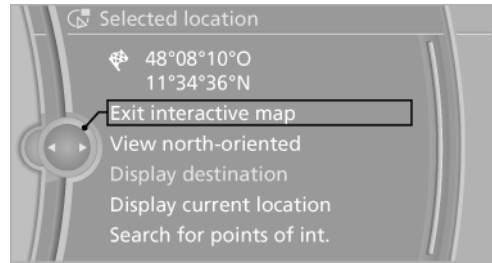 Selected location
48°08'10"O
11°34'36"N
Exit interactive map
View north-oriented
Display destination
Display current location
Search for points of int.